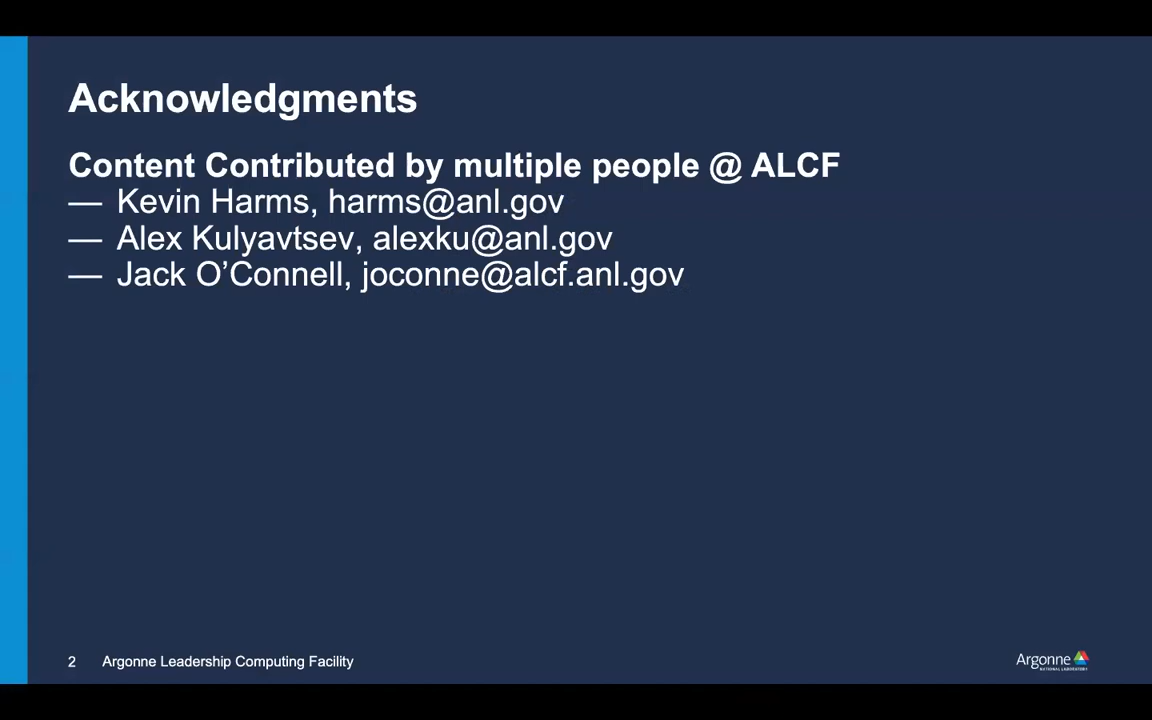 Acknowledgments
Content Contributed by multiple people @ ALCF
— Kevin Harms, harms@anl.gov
— Alex Kulyavtsev, alexku@anl.gov
— Jack O’Connell, joconne@alcf.anl.gov
2 Argonne Leadership Computing Facility
Argonne
NATIONAL LABORATORY